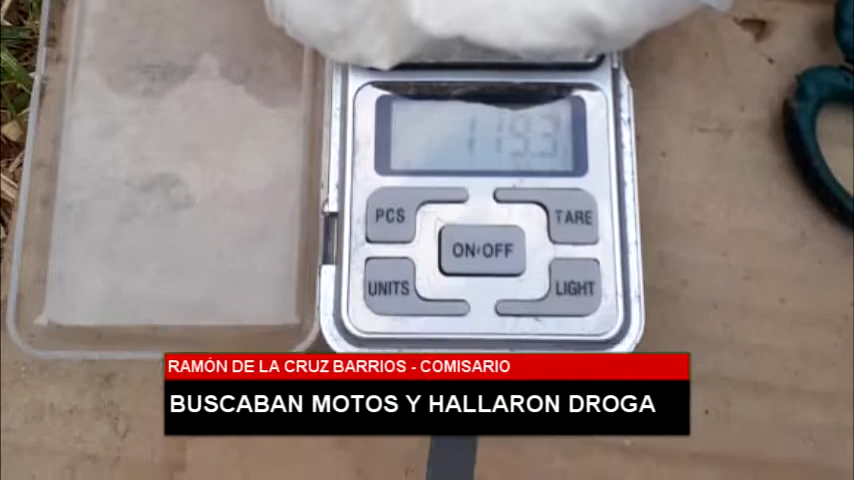 119.3
PCS
TARE
ON/OFF
UNITS
LIGHT
RAMÓN DE LA CRUZ BARRIOS - COMISARIO
BUSCABAN MOTOS Y HALLARON DROGA